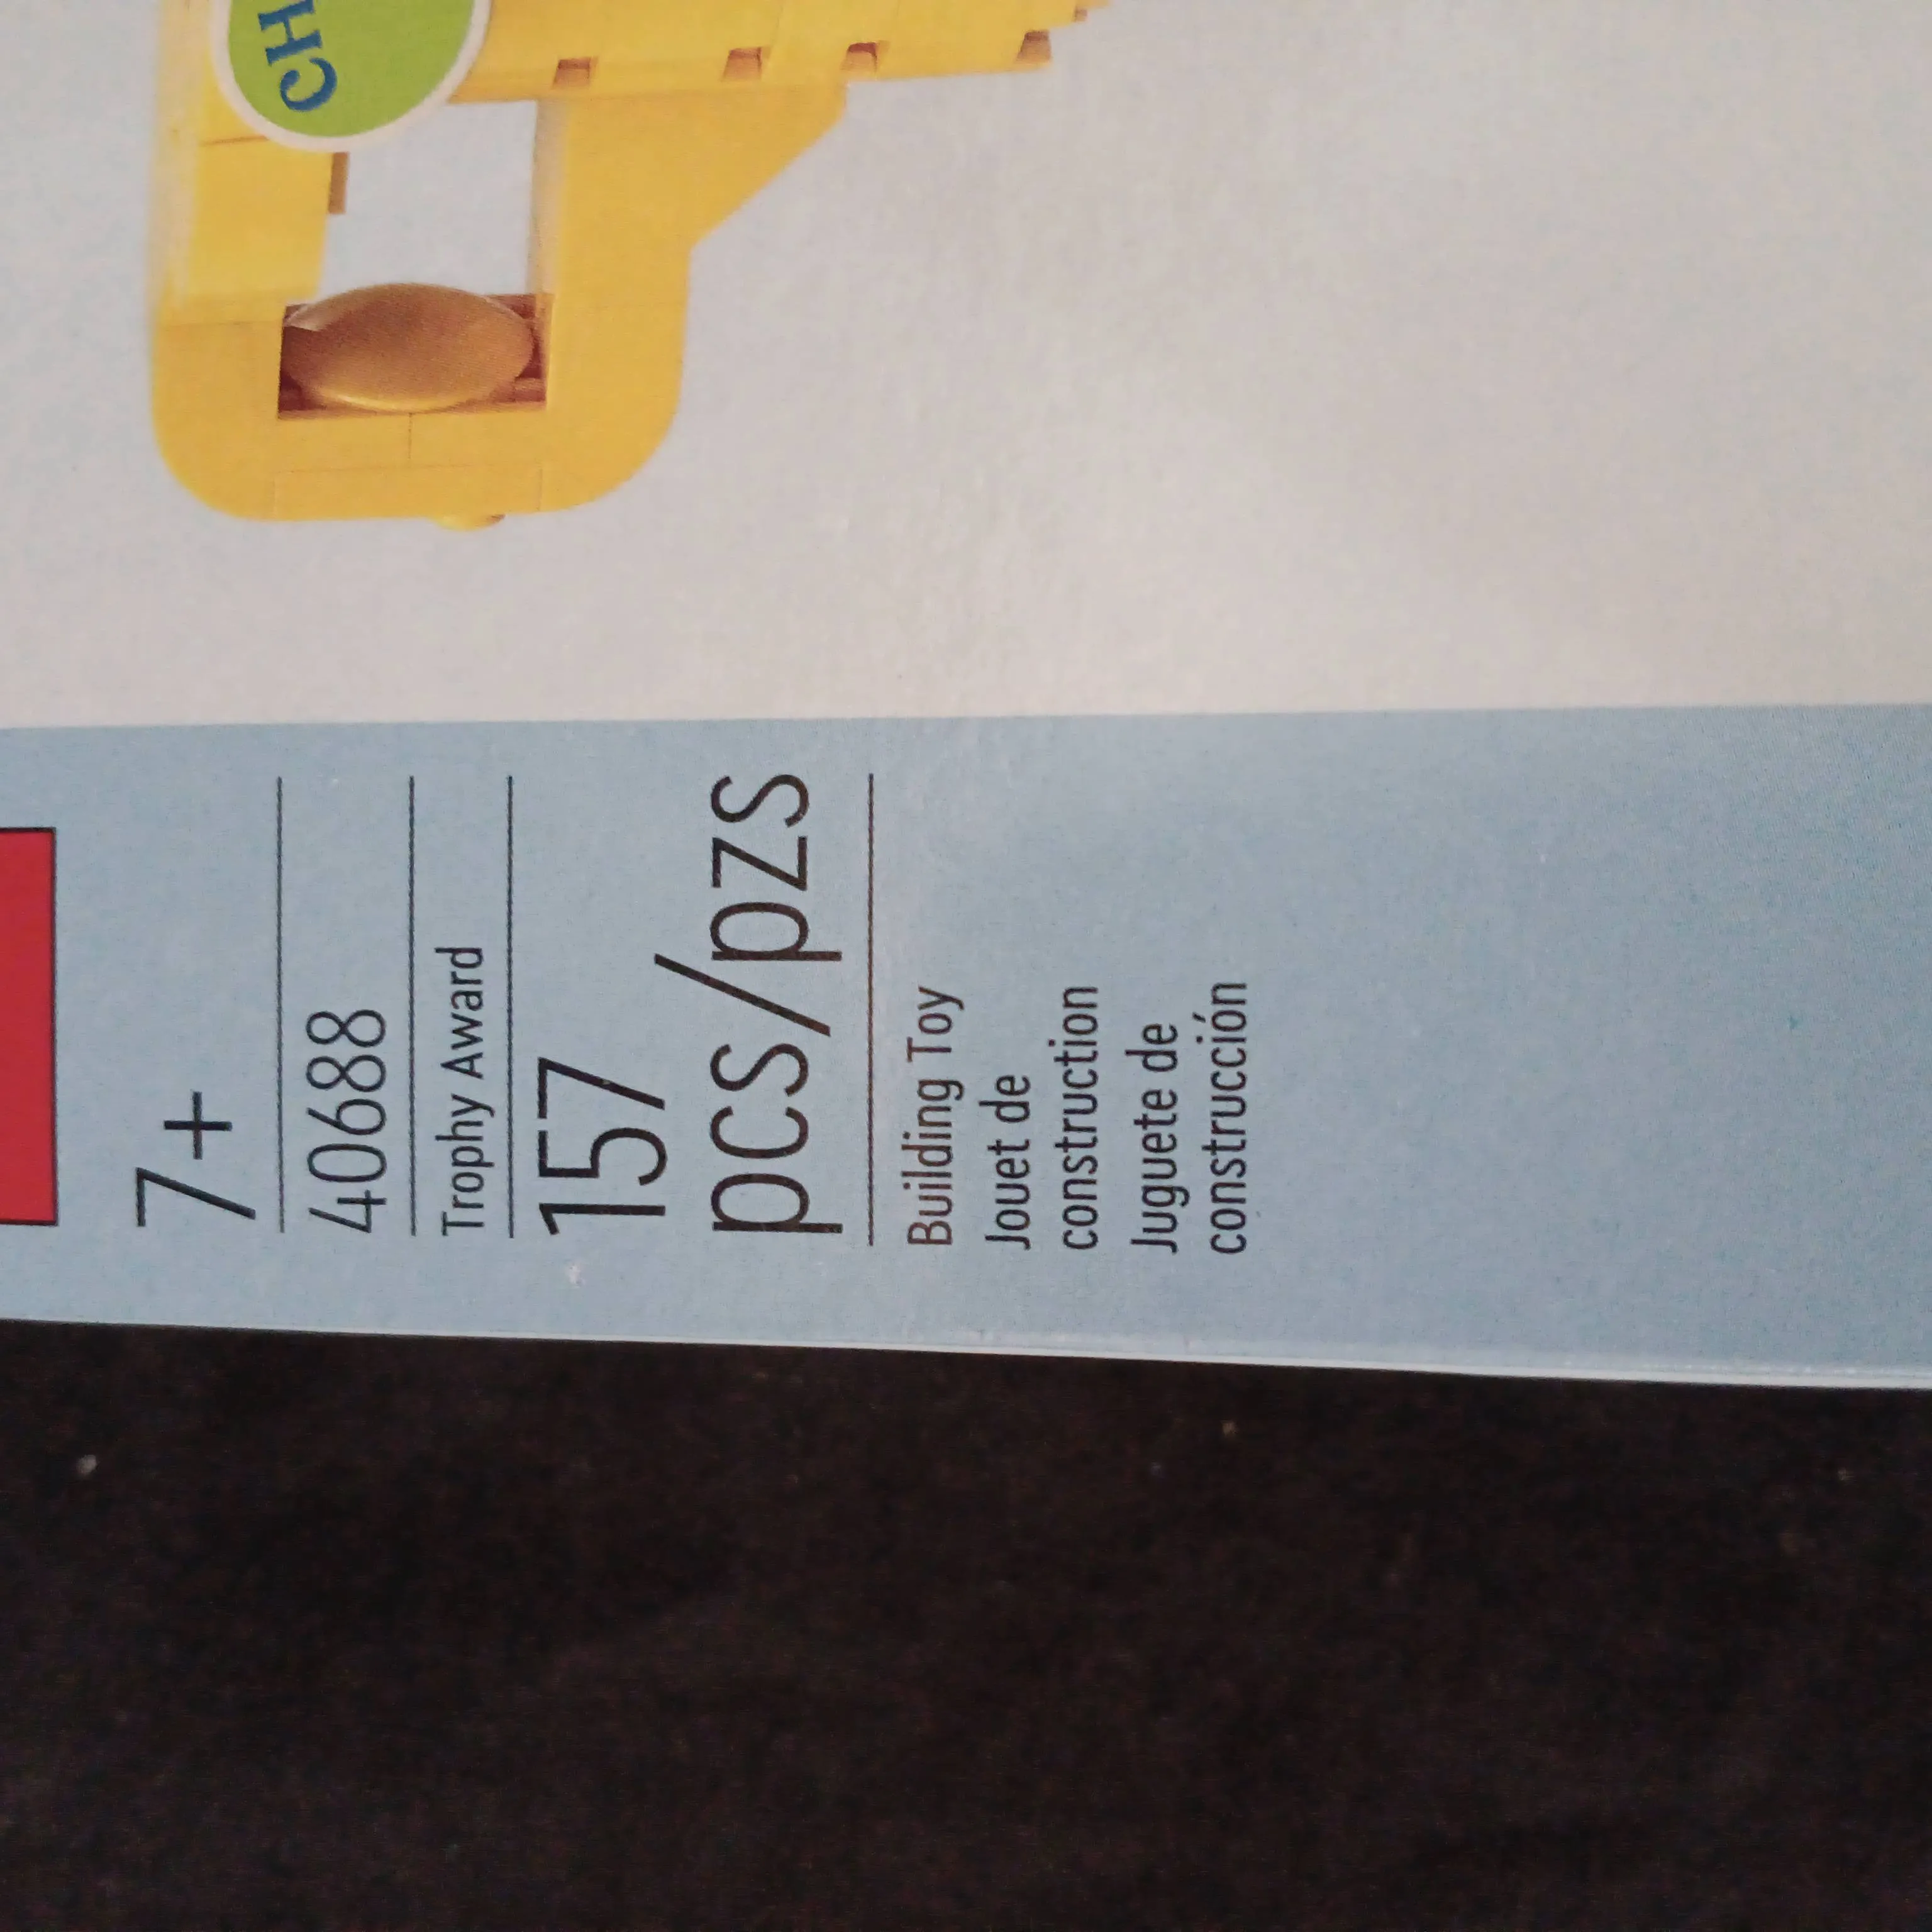 CH
7+
40688
Trophy Award
157
pcs/pzs
Building Toy
Jouet de
construction
Juguete de
construcción